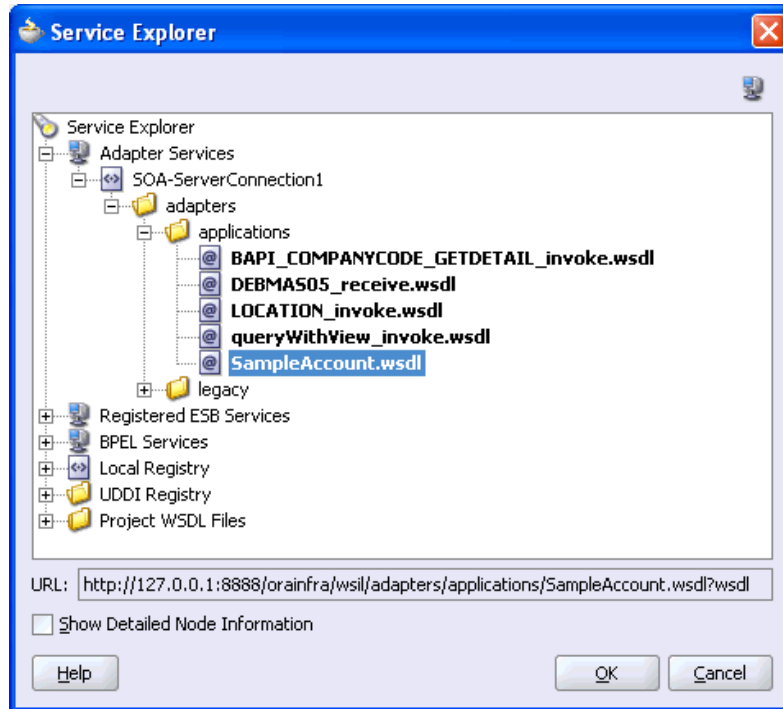 Service Explorer
Service Explorer
Adapter Services
SOA-ServerConnection1
adapters
applications
BAPI_COMPANYCODE_GETDETAIL_invoke.wsdl
DEBMAS05_receive.wsdl
LOCATION_invoke.wsdl
queryWithView_invoke.wsdl
SampleAccount.wsdl
legacy
Registered ESB Services
BPEL Services
Local Registry
UDDI Registry
Project WSDL Files
URL: http://127.0.0.1:8888/orainfra/wsil/adapters/applications/SampleAccount.wsdl?wsdl
Show Detailed Node Information
Help OK Cancel